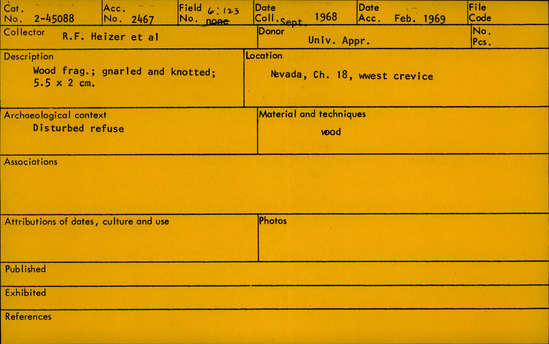 Cat. No. 2-45088
Acc. No. 2467
Field No. 6:123 none
Date Coll. Sept. 1968
Date Acc. Feb. 1969
File Code
Collector R.F. Heizer et al
Donor Univ. Appr.
No. Pcs.
Description
Wood frag.; gnarled and knotted;
5.5 x 2 cm.
Location
Nevada, Ch. 18, wwest crevice
Archaeological context
Disturbed refuse
Material and techniques
wood
Associations
Attributions of dates, culture and use
Photos
Published
Exhibited
References